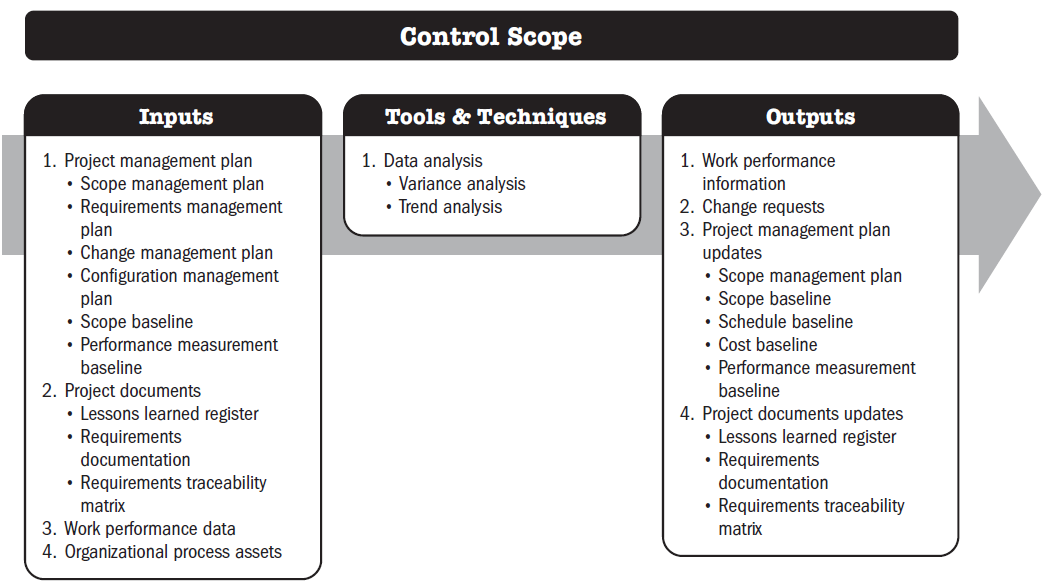 Control Scope
Inputs
1. Project management plan
• Scope management plan
• Requirements management
plan
• Change management plan
• Configuration management
plan
• Scope baseline
• Performance measurement
baseline
2. Project documents
• Lessons learned register
• Requirements
documentation
• Requirements traceability
matrix
3. Work performance data
4. Organizational process assets
Tools & Techniques
1. Data analysis
• Variance analysis
• Trend analysis
Outputs
1. Work performance
information
2. Change requests
3. Project management plan
updates
• Scope management plan
• Scope baseline
• Schedule baseline
• Cost baseline
• Performance measurement
baseline
4. Project documents updates
• Lessons learned register
• Requirements
documentation
• Requirements traceability
matrix